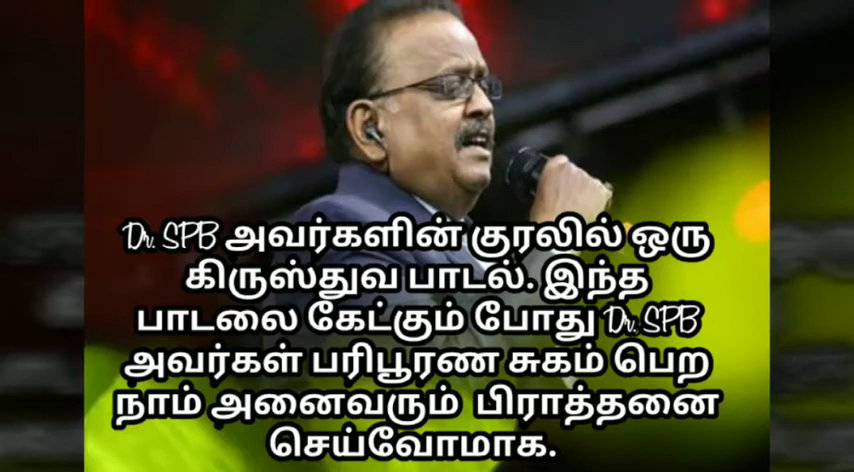 Dr. SPB அவர்களின் குரலில் ஒரு
கிருஸ்துவ பாடல். இந்த
பாடலை கேட்கும் போது Dr. SPB
அவர்கள் பரிபூரண சுகம் பெற
நாம் அனைவரும் பிராத்தனை
செய்வோமாக.